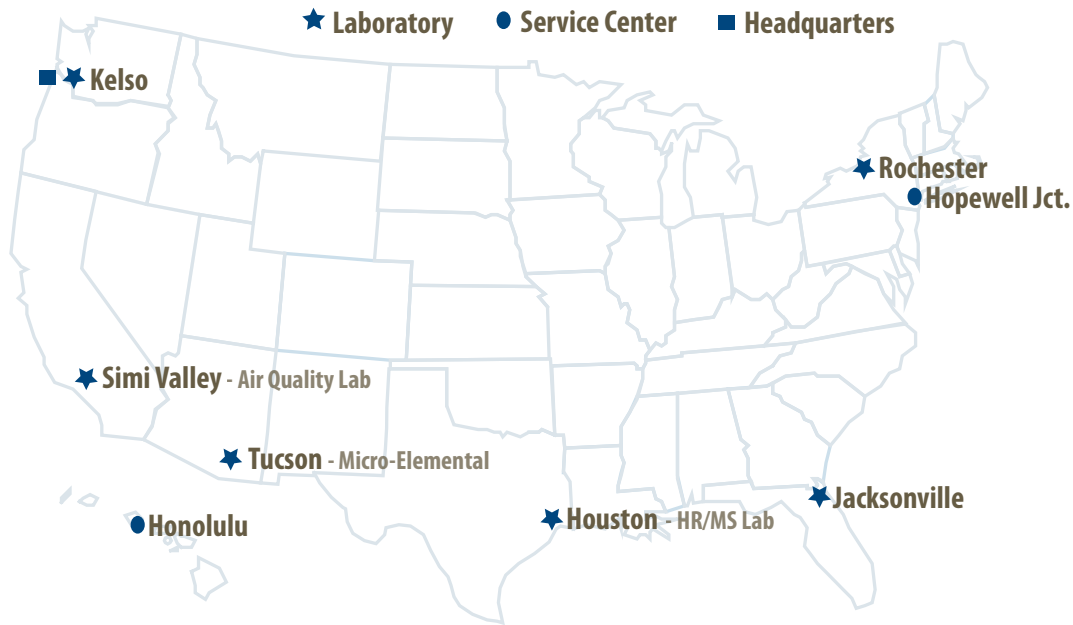 Laboratory Service Center Headquarters
Kelso
Rochester
Hopewell Jct.
Simi Valley - Air Quality Lab
Tucson - Micro-Elemental
Jacksonville
Houston - HR/MS Lab
Honolulu